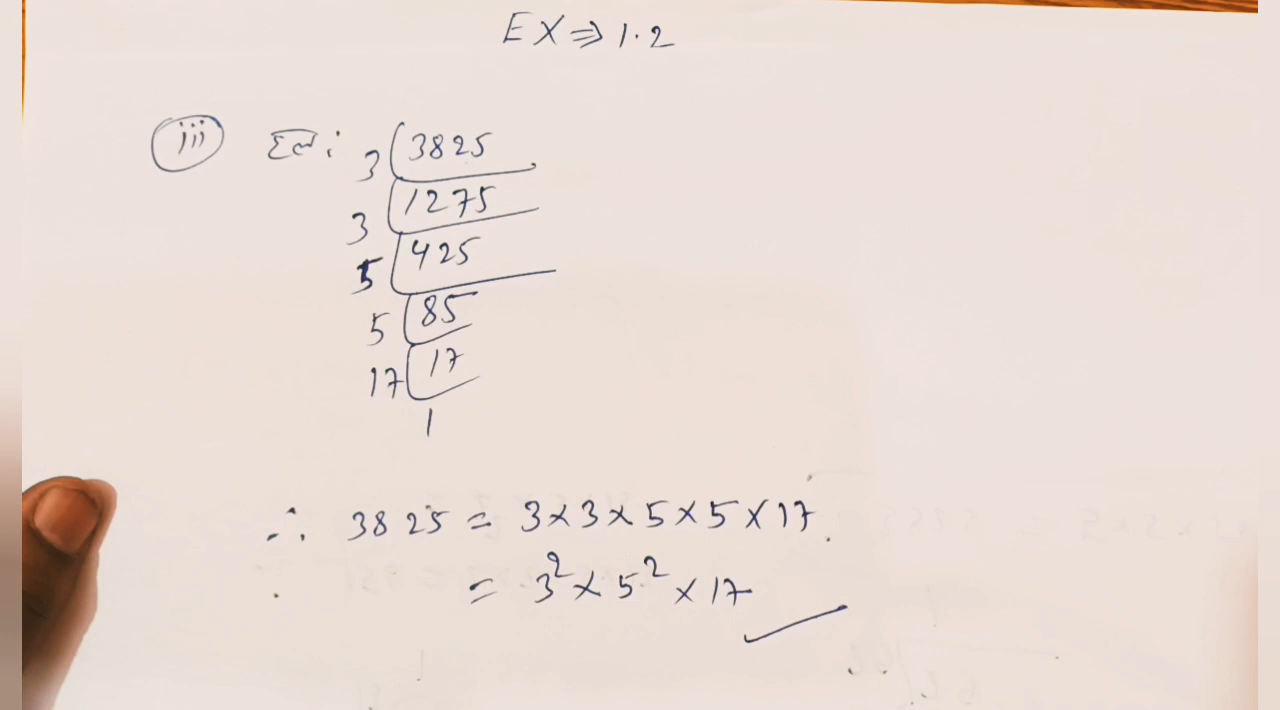 EX ⇒ 1.2
(iii) হল: 3 | 3825
3 | 1275
5 | 425
5 | 85
17 | 17
1
∴ 3825 = 3×3×5×5×17.
= 3² × 5² × 17